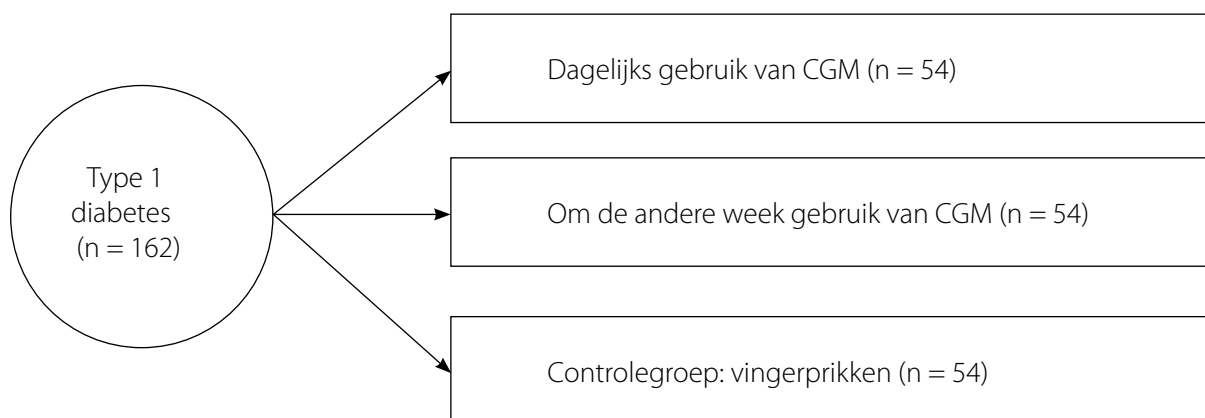 Dagelijks gebruik van CGM (n = 54)
Type 1
diabetes
(n = 162)
Om de andere week gebruik van CGM (n = 54)
Controlegroep: vingerprikken (n = 54)